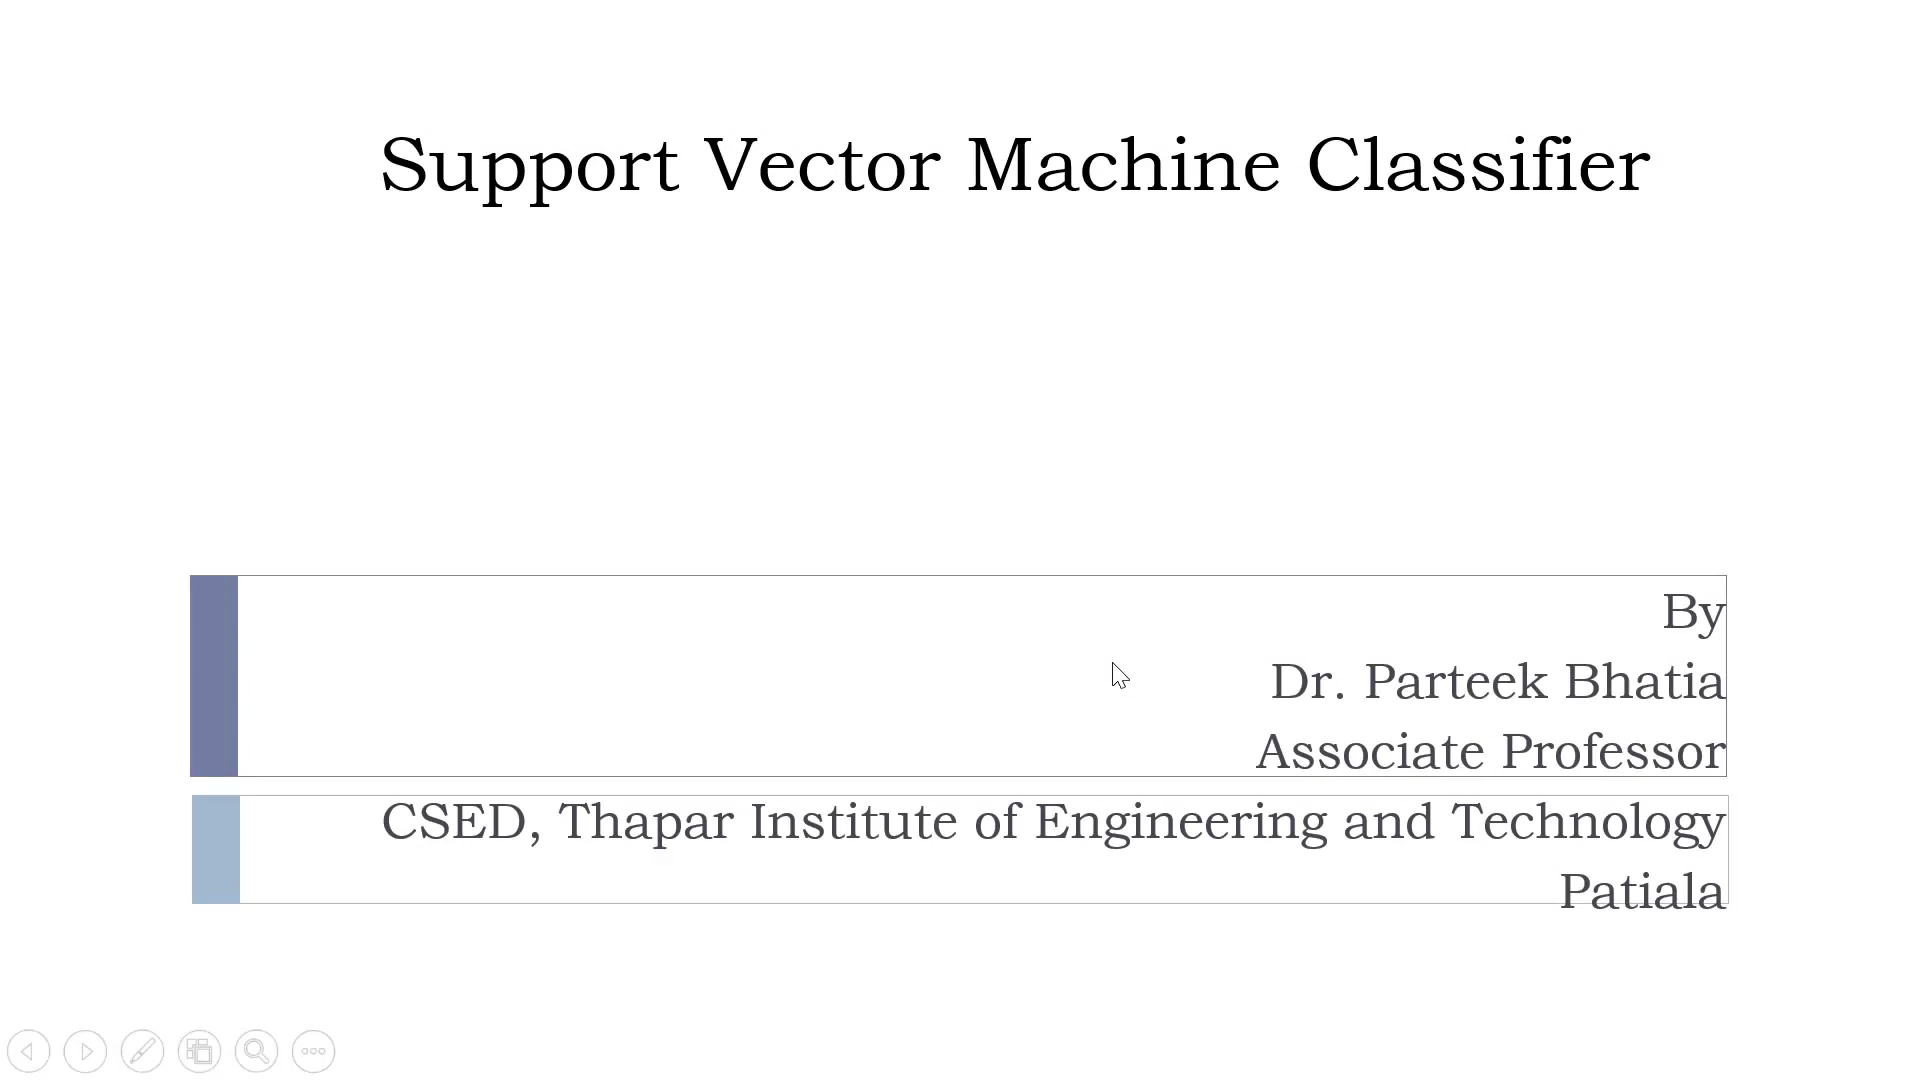 Support Vector Machine Classifier
By
Dr. Parteek Bhatia
Associate Professor
CSED, Thapar Institute of Engineering and Technology
Patiala